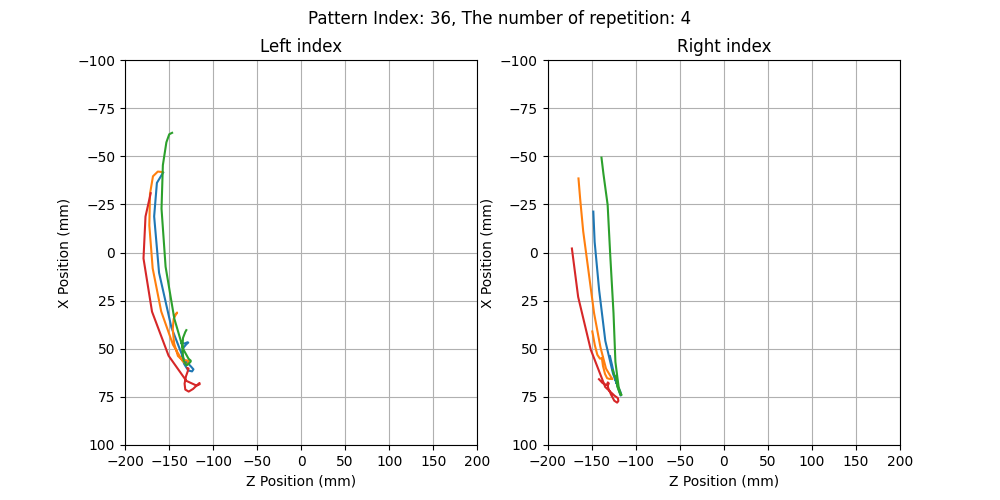 Pattern Index: 36, The number of repetition: 4
Left index
Right index
−100
−75
−50
−25
0
25
50
75
100
X Position (mm)
−200 −150 −100 −50 0 50 100 150 200
Z Position (mm)
−100
−75
−50
−25
0
25
50
75
100
X Position (mm)
−200 −150 −100 −50 0 50 100 150 200
Z Position (mm)